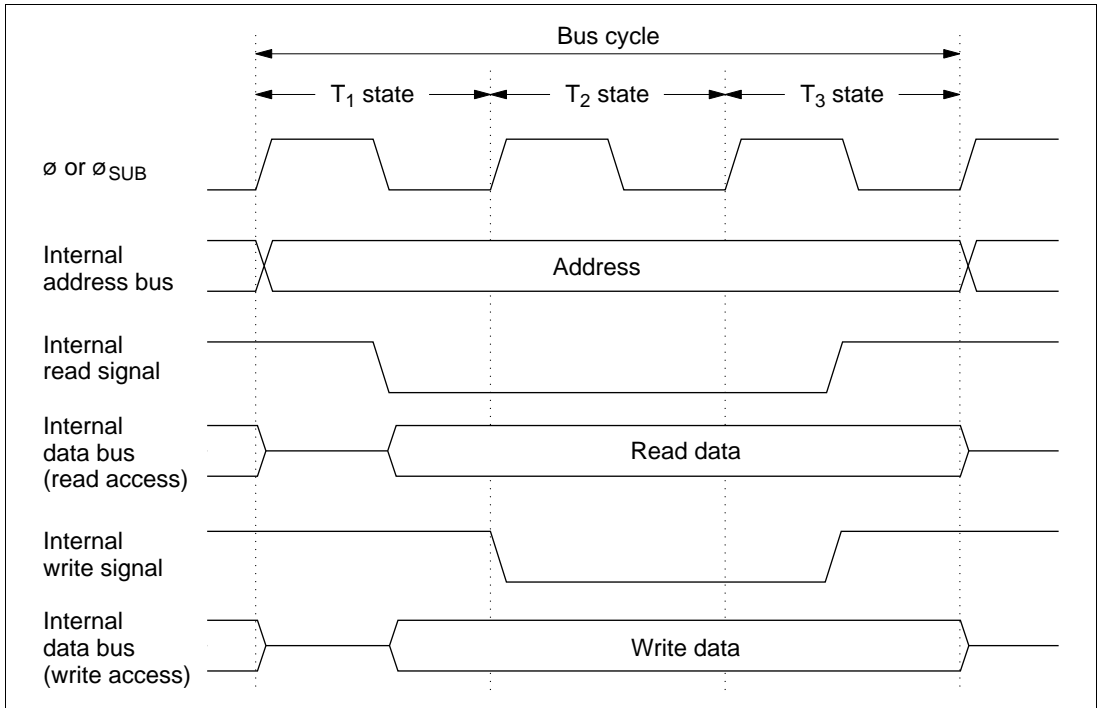 Bus cycle
T₁ state T₂ state T₃ state
ø or øSUB
Internal
address bus
Address
Internal
read signal
Internal
data bus
(read access)
Read data
Internal
write signal
Internal
data bus
(write access)
Write data